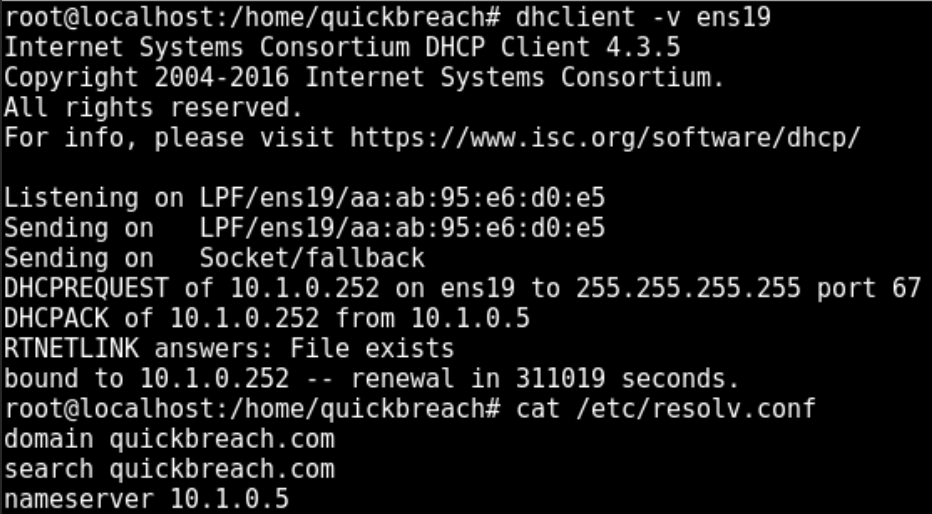 root@localhost:/home/quickbreach# dhclient -v ens19
Internet Systems Consortium DHCP Client 4.3.5
Copyright 2004-2016 Internet Systems Consortium.
All rights reserved.
For info, please visit https://www.isc.org/software/dhcp/
Listening on LPF/ens19/aa:ab:95:e6:d0:e5
Sending on   LPF/ens19/aa:ab:95:e6:d0:e5
Sending on   Socket/fallback
DHCPREQUEST of 10.1.0.252 on ens19 to 255.255.255.255 port 67
DHCPACK of 10.1.0.252 from 10.1.0.5
RTNETLINK answers: File exists
bound to 10.1.0.252 -- renewal in 311019 seconds.
root@localhost:/home/quickbreach# cat /etc/resolv.conf
domain quickbreach.com
search quickbreach.com
nameserver 10.1.0.5